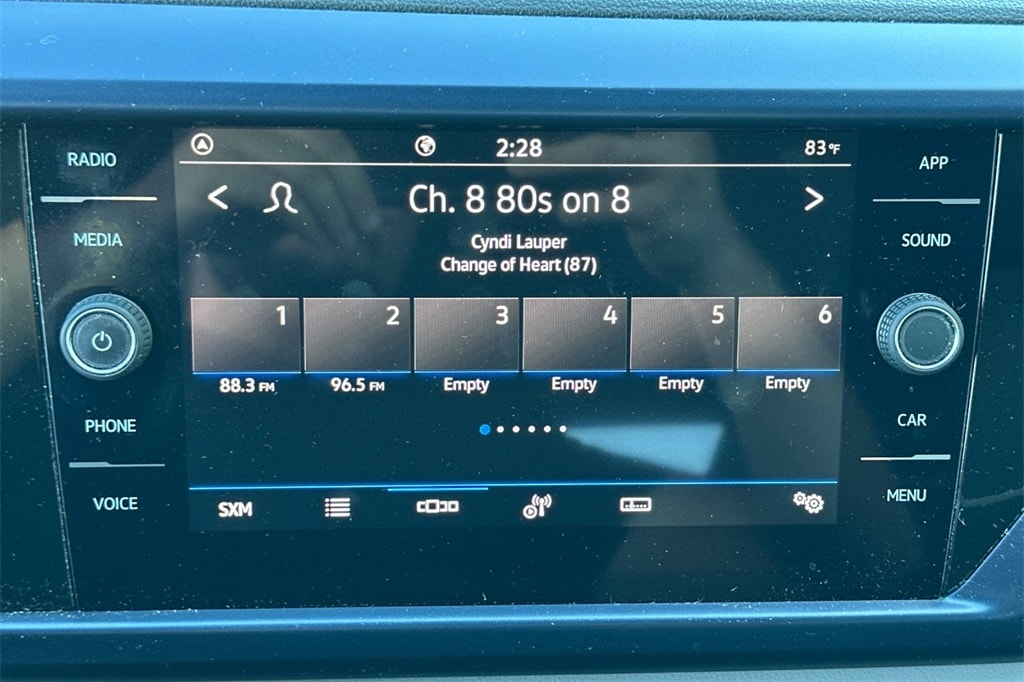 RADIO
MEDIA
PHONE
VOICE
2:28
83°F
Ch. 8 80s on 8
Cyndi Lauper
Change of Heart (87)
1 2 3 4 5 6
88.3 FM 96.5 FM Empty Empty Empty Empty
SXM
APP
SOUND
CAR
MENU